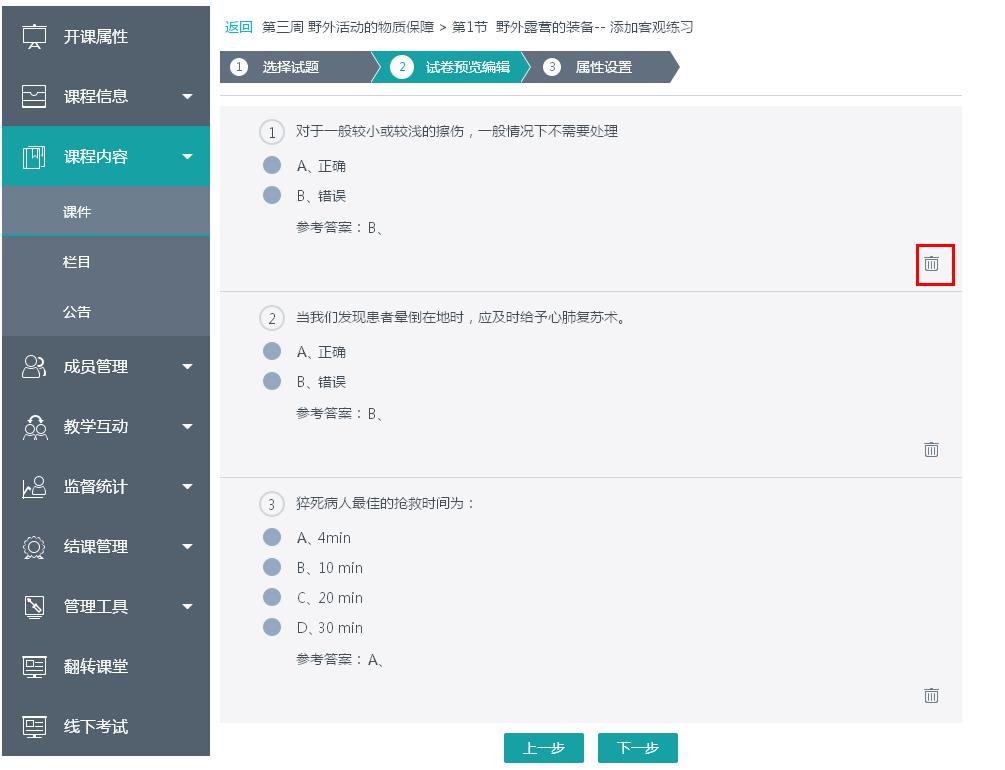 开课属性
课程信息
课程内容
课件
栏目
公告
成员管理
教学互动
监督统计
结课管理
管理工具
翻转课堂
线下考试
返回 第三周 野外活动的物质保障 > 第1节 野外露营的装备-- 添加客观练习
1 选择试题 2 试卷预览编辑 3 属性设置
1 对于一般较小或较浅的擦伤，一般情况下不需要处理
A、正确
B、错误
参考答案：B、
2 当我们发现患者晕倒在地时，应及时给予心肺复苏术。
A、正确
B、错误
参考答案：B、
3 猝死病人最佳的抢救时间为：
A、4min
B、10 min
C、20 min
D、30 min
参考答案：A、
上一步 下一步